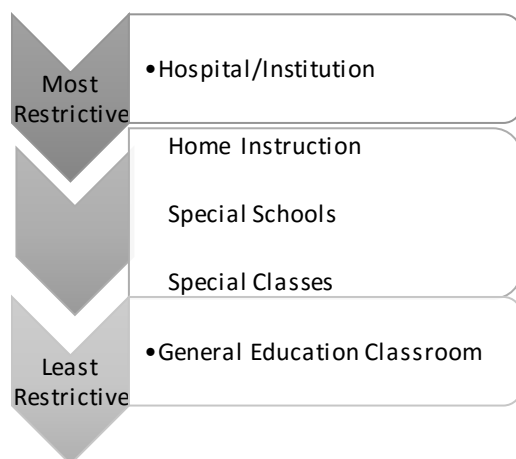 Most
Restrictive
•Hospital/Institution
Home Instruction
Special Schools
Special Classes
Least
Restrictive
•General Education Classroom